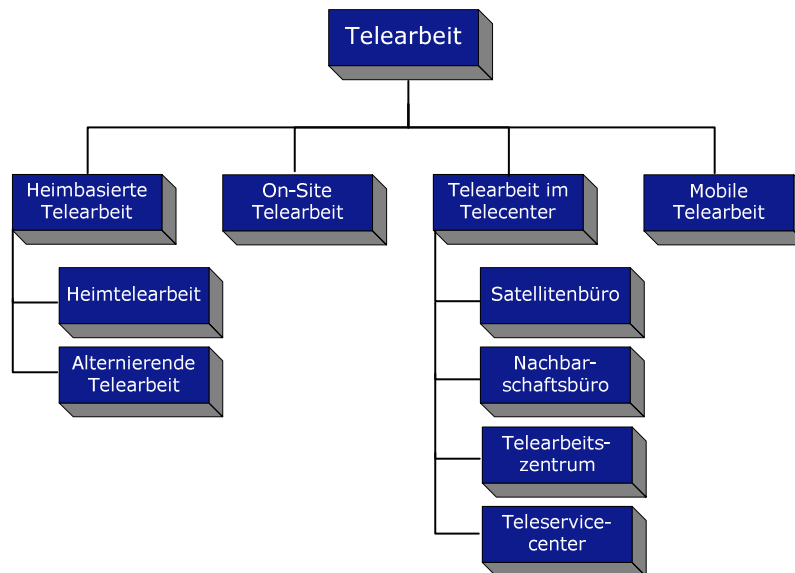 Telearbeit
Heimbasierte
Telearbeit
On-Site
Telearbeit
Telearbeit im
Telecenter
Mobile
Telearbeit
Heimtelearbeit
Alternierende
Telearbeit
Satellitenbüro
Nachbar-
schaftsbüro
Telearbeits-
zentrum
Teleservice-
center